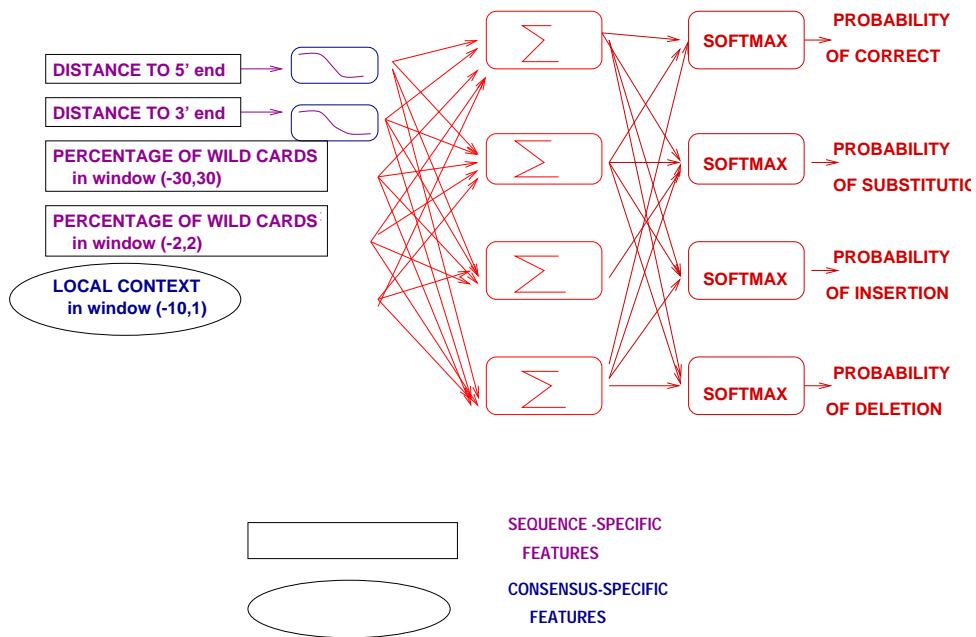 DISTANCE TO 5' end
DISTANCE TO 3' end
PERCENTAGE OF WILD CARDS
in window (-30,30)
PERCENTAGE OF WILD CARDS
in window (-2,2)
LOCAL CONTEXT
in window (-10,1)
Σ
Σ
Σ
Σ
SOFTMAX
SOFTMAX
SOFTMAX
SOFTMAX
PROBABILITY
OF CORRECT
PROBABILITY
OF SUBSTITUTIO
PROBABILITY
OF INSERTION
PROBABILITY
OF DELETION
SEQUENCE -SPECIFIC
FEATURES
CONSENSUS-SPECIFIC
FEATURES